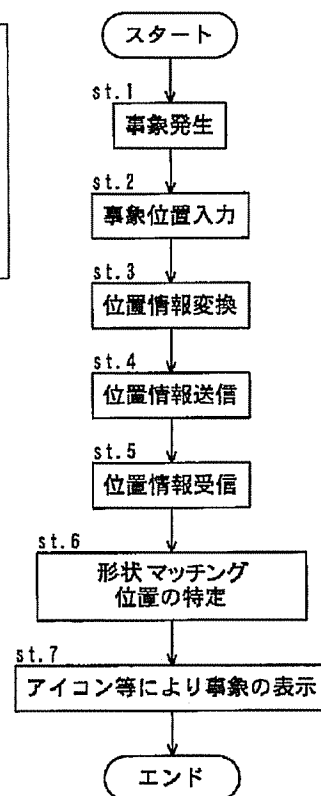 スタート
st.1
事象発生
st.2
事象位置入力
st.3
位置情報変換
st.4
位置情報送信
st.5
位置情報受信
st.6
形状マッチング
位置の特定
st.7
アイコン等により事象の表示
エンド